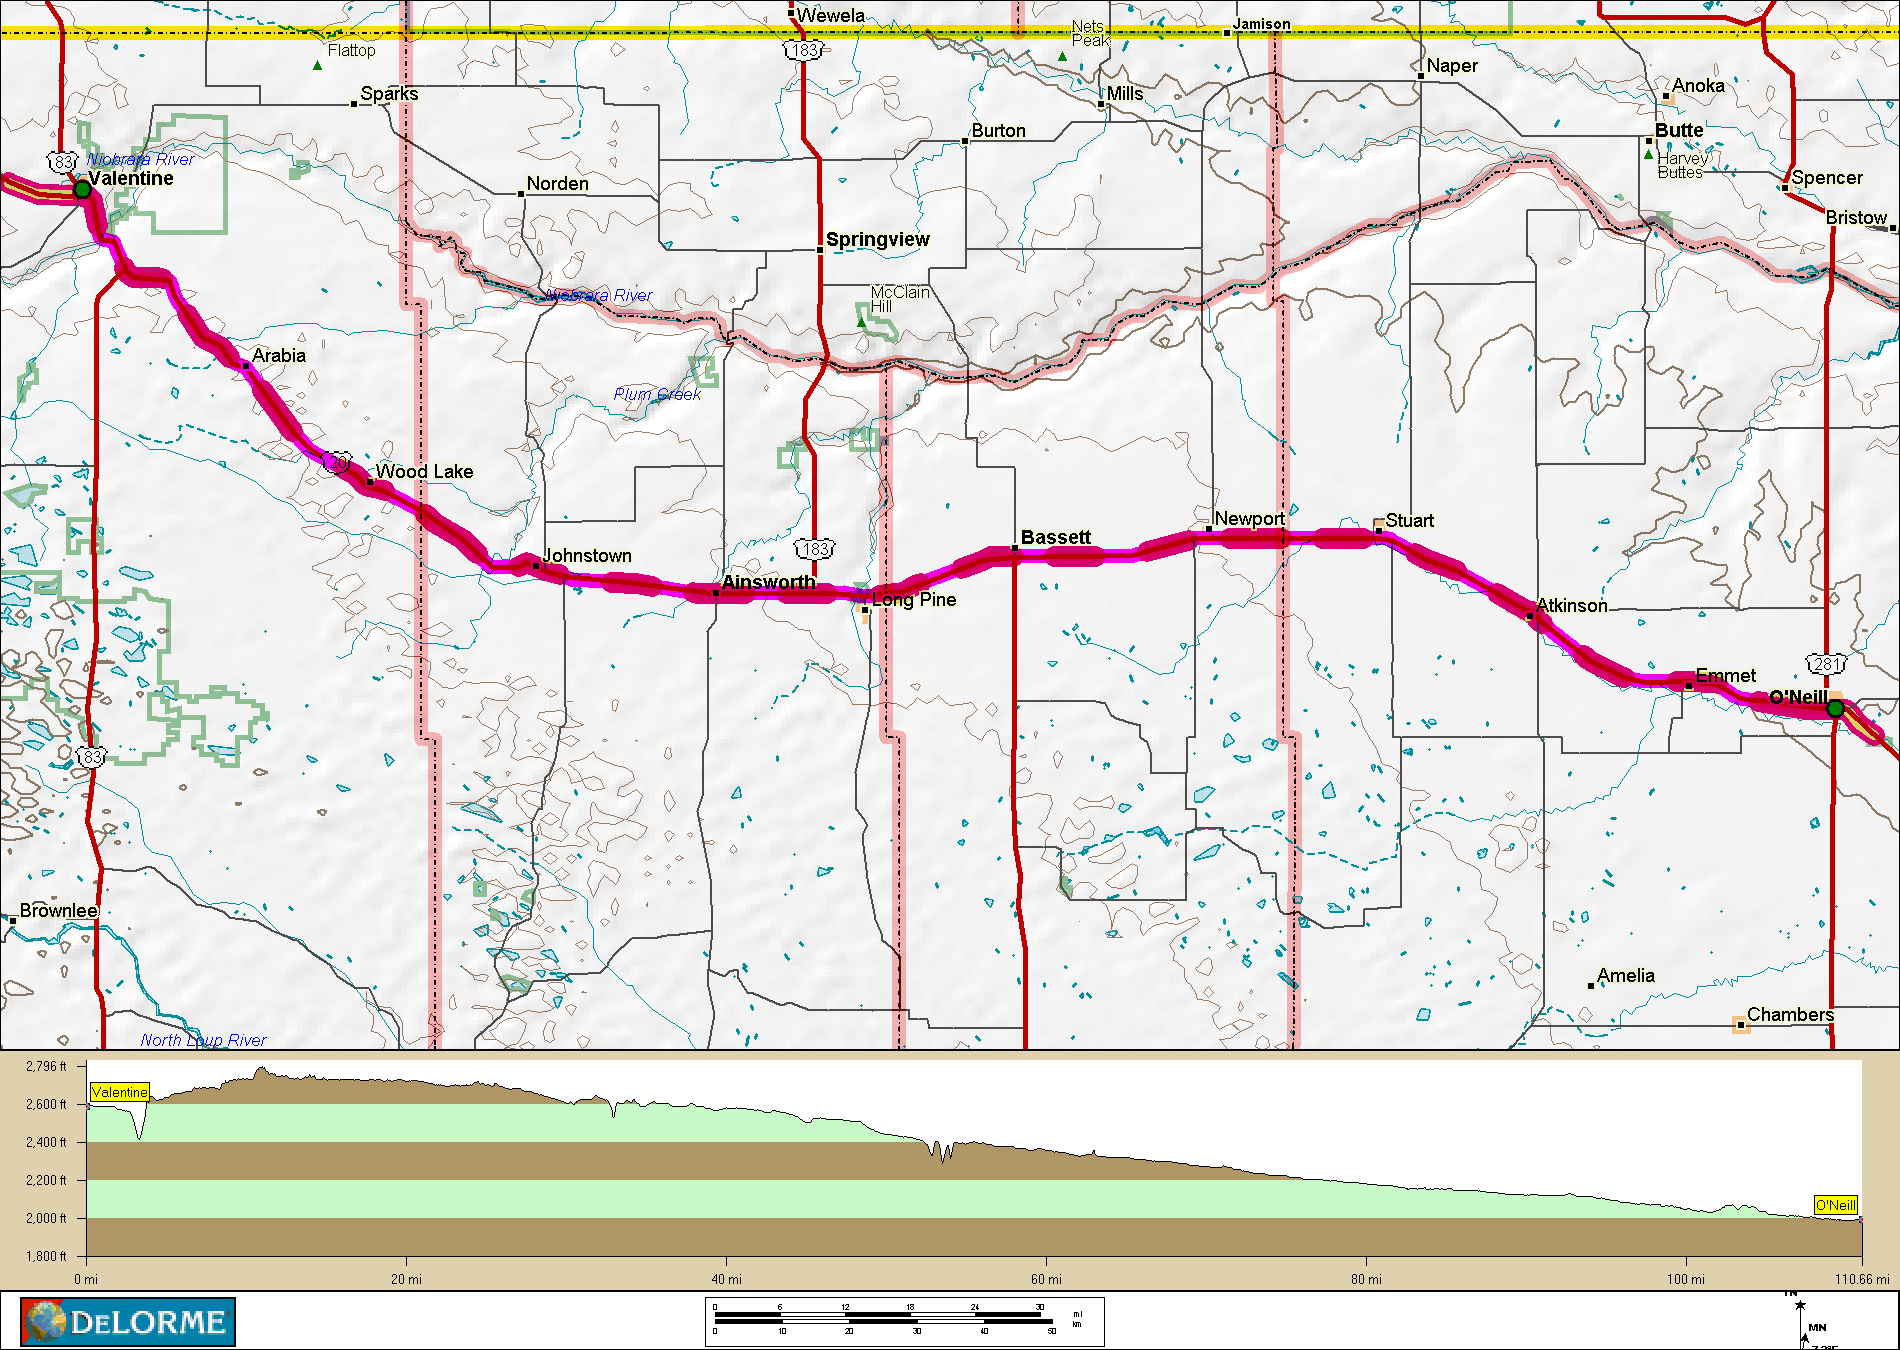 Wewela
Jamison
Nets
Peak
Flattop
183
Naper
Sparks
Mills
Anoka
Burton
Butte
83
Niobrara River
Harvey
Buttes
Valentine
Norden
Spencer
Bristow
Springview
Niobrara River
McClain
Hill
Arabia
Plum Creek
20
Wood Lake
Newport
Stuart
Bassett
183
Johnstown
Ainsworth
Long Pine
Atkinson
281
Emmet
O'Neill
83
Brownlee
Amelia
Chambers
North Loup River
2,796 ft
Valentine
2,600 ft
2,400 ft
2,200 ft
O'Neill
2,000 ft
1,800 ft
0 mi
20 mi
40 mi
60 mi
80 mi
100 mi
110.66 mi
DELORME
0 6 12 18 24 30
mi
km
0 10 20 30 40 50
MN